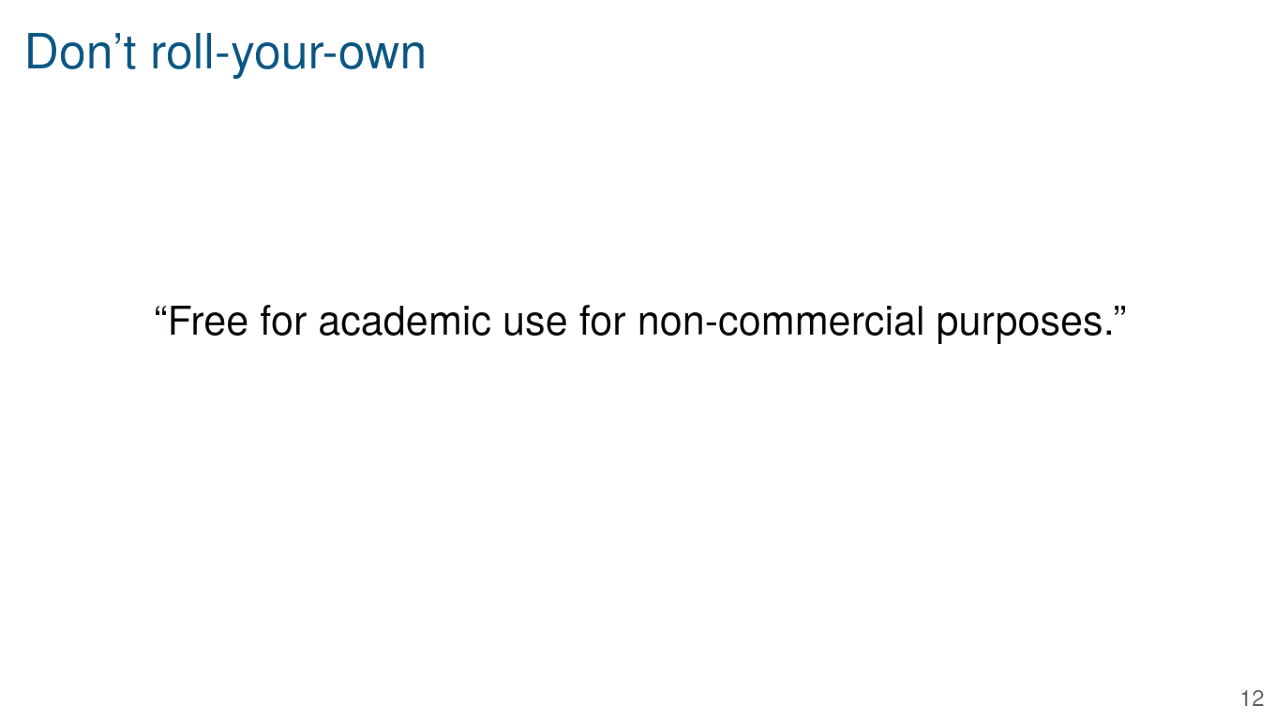 Don’t roll-your-own
“Free for academic use for non-commercial purposes.”
12